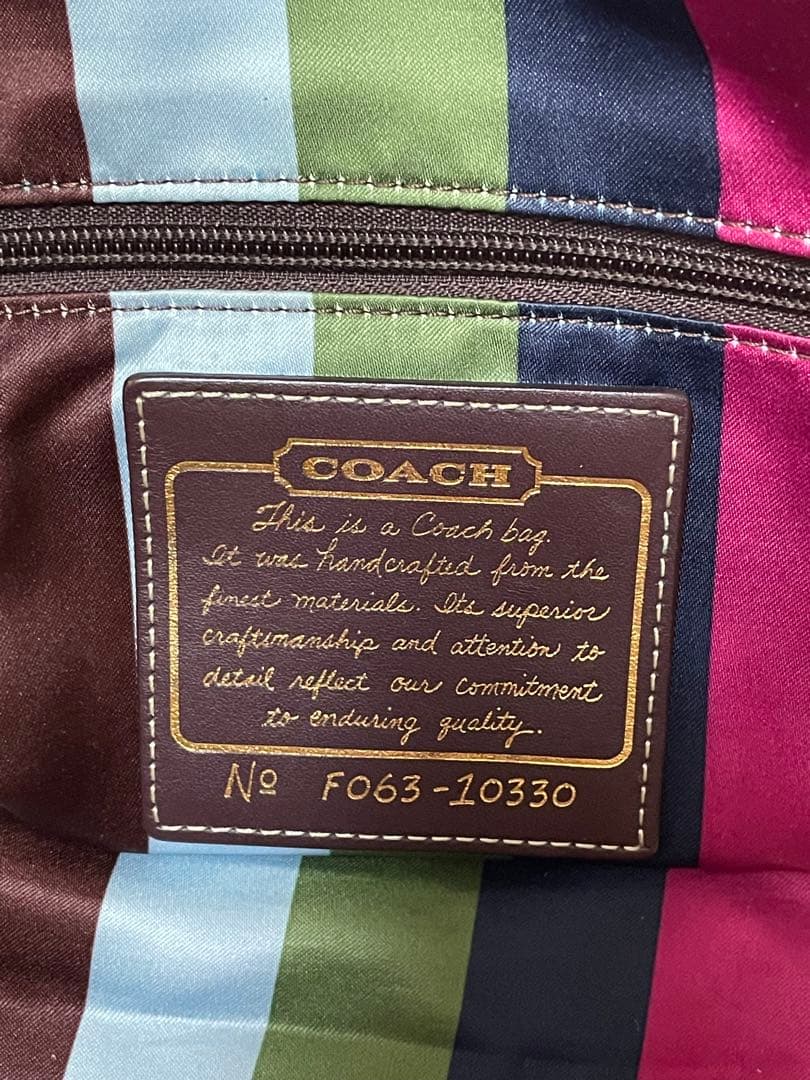 COACH
This is a Coach bag.
It was handcrafted from the
finest materials. Its superior
craftsmanship and attention to
detail reflect our commitment
to enduring quality.
Nº F063-10330